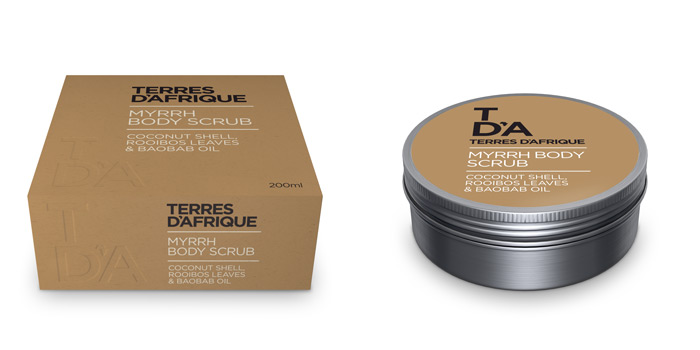 TERRES
D'AFRIQUE
MYRRH
BODY SCRUB
COCONUT SHELL,
ROOIBOS LEAVES
& BAOBAB OIL
200ml
T
D'A
TERRES
D'AFRIQUE
MYRRH
BODY SCRUB
COCONUT SHELL,
ROOIBOS LEAVES
& BAOBAB OIL
T
D'A
TERRES D'AFRIQUE
MYRRH BODY
SCRUB
COCONUT SHELL,
ROOIBOS LEAVES
& BAOBAB OIL